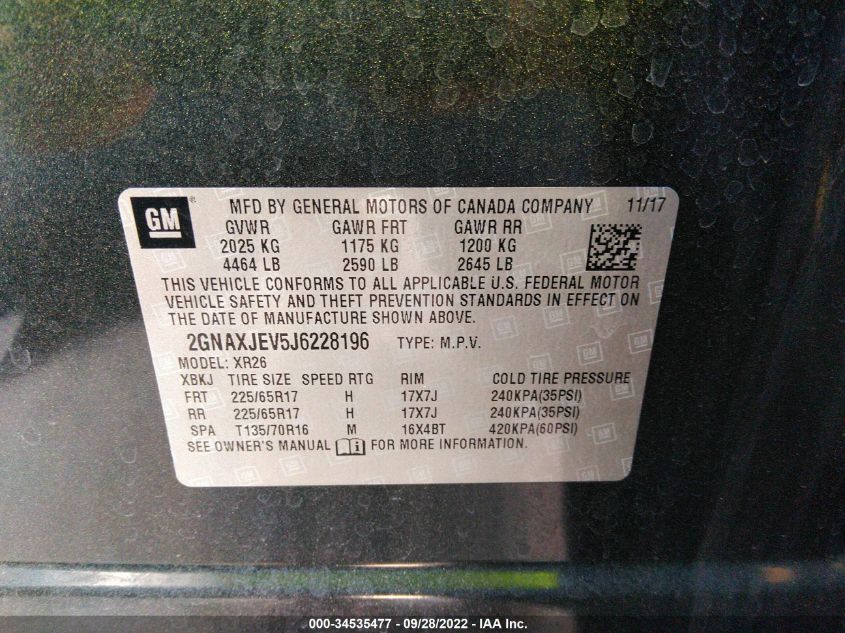 GM ® MFD BY GENERAL MOTORS OF CANADA COMPANY 11/17
GVWR GAWR FRT GAWR RR
2025 KG 1175 KG 1200 KG
4464 LB 2590 LB 2645 LB
THIS VEHICLE CONFORMS TO ALL APPLICABLE U.S. FEDERAL MOTOR
VEHICLE SAFETY AND THEFT PREVENTION STANDARDS IN EFFECT ON
THE DATE OF MANUFACTURE SHOWN ABOVE.
2GNAXJEV5J6228196 TYPE: M.P.V.
MODEL: XR26
XBKJ TIRE SIZE SPEED RTG RIM COLD TIRE PRESSURE
FRT 225/65R17 H 17X7J 240KPA(35PSI)
RR 225/65R17 H 17X7J 240KPA(35PSI)
SPA T135/70R16 M 16X4BT 420KPA(60PSI)
SEE OWNER'S MANUAL i FOR MORE INFORMATION.
000-34535477 - 09/28/2022 - IAA Inc.